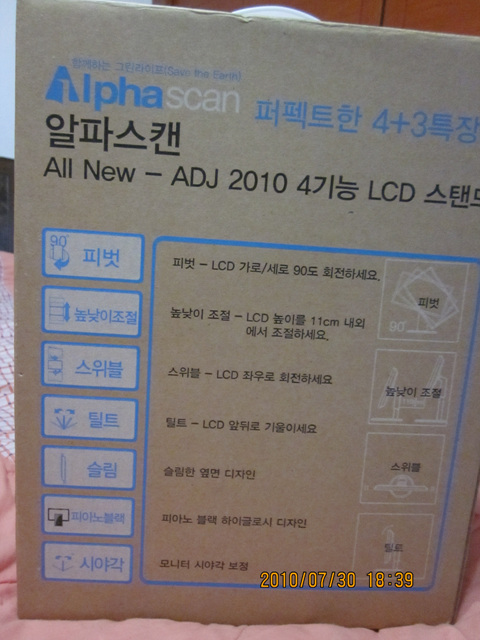 함께하는 그린라이프(Save the Earth)
Alphascan
퍼펙트한 4+3특장
알파스캔
All New - ADJ 2010 4기능 LCD 스탠드
90°
피벗
피벗 - LCD 가로/세로 90도 회전하세요.
피벗
90°
높낮이조절
높낮이 조절 - LCD 높이를 11cm 내외
에서 조절하세요.
높낮이 조절
스위블
스위블 - LCD 좌우로 회전하세요
스위블
틸트
틸트 - LCD 앞뒤로 기울이세요
슬림
슬림한 옆면 디자인
피아노블랙
피아노 블랙 하이글로시 디자인
틸트
시야각
모니터 시야각 보정
2010/07/30 18:39